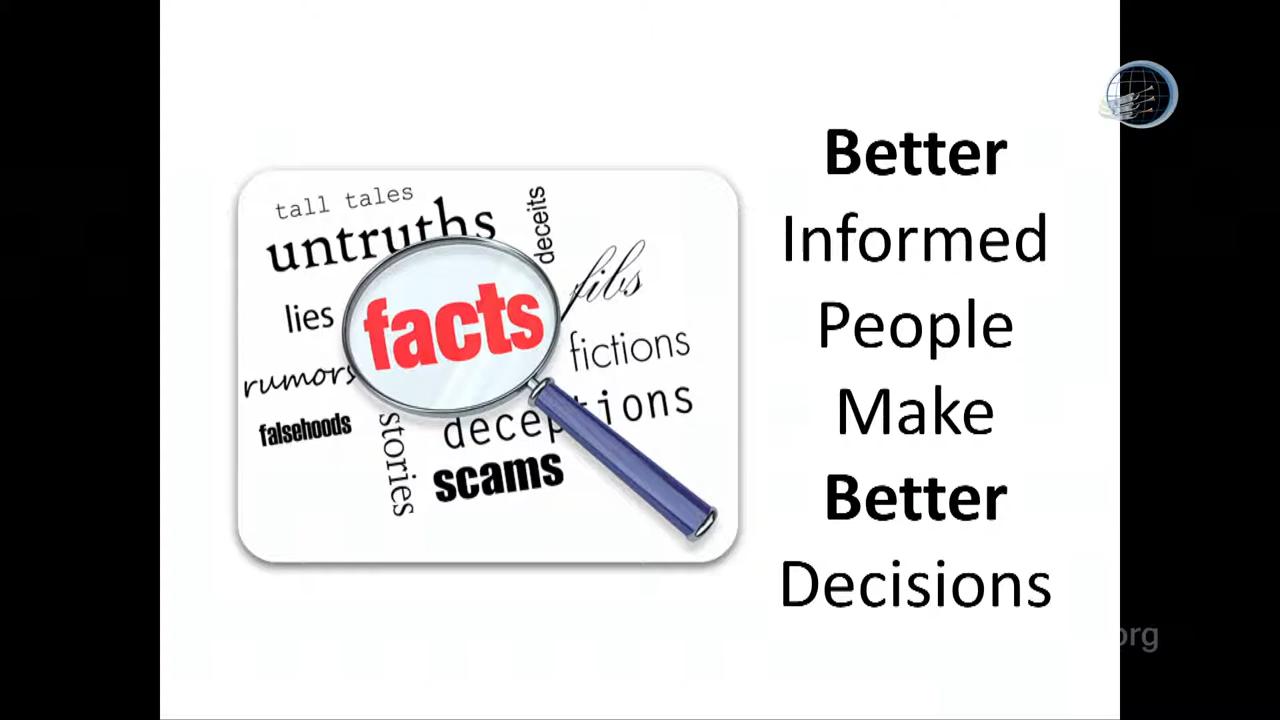 tall tales
untruths
deceits
lies
facts
fibs
fictions
rumors
falsehoods
stories
deceptions
scams
Better
Informed
People
Make
Better
Decisions
org